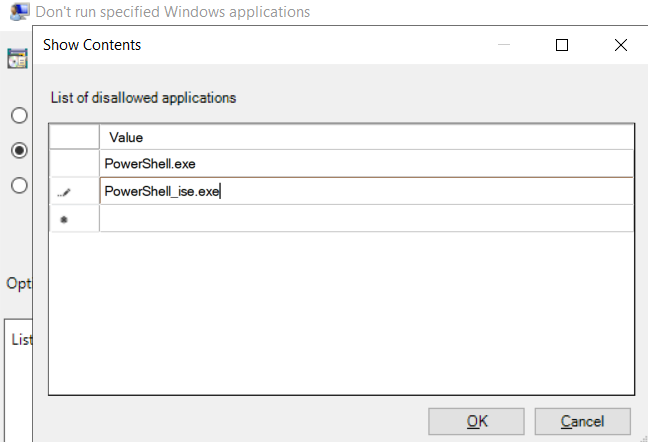 Don't run specified Windows applications
Show Contents
List of disallowed applications
Value
PowerShell.exe
PowerShell_ise.exe
Opt
List
OK
Cancel